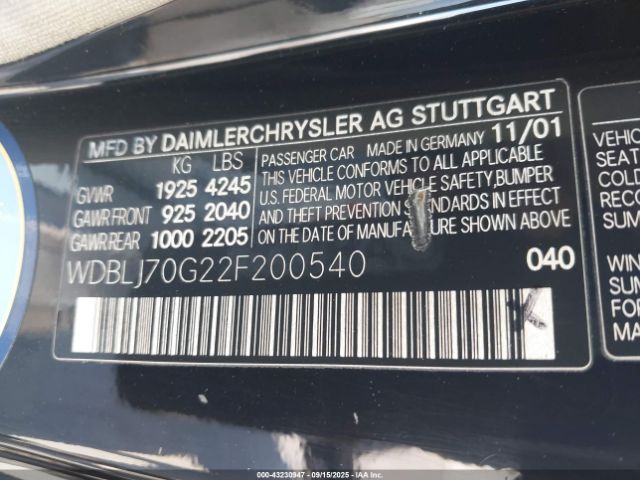 MFD BY DAIMLERCHRYSLER AG STUTTGART
KG LBS
GVWR 1925 4245
GAWR FRONT 925 2040
GAWR REAR 1000 2205
PASSENGER CAR MADE IN GERMANY 11/01
THIS VEHICLE CONFORMS TO ALL APPLICABLE
U.S. FEDERAL MOTOR VEHICLE SAFETY,BUMPER
AND THEFT PREVENTION STANDARDS IN EFFECT
ON THE DATE OF MANUFACTURE SHOWN ABOVE
WDBLJ70G22F200540
040
VEHIC
SEAT
COLD
RECO
SUM
WIN
SUM
FOR
MA
00-43230947 (09/15/2025) © IAA Holdings, LLC